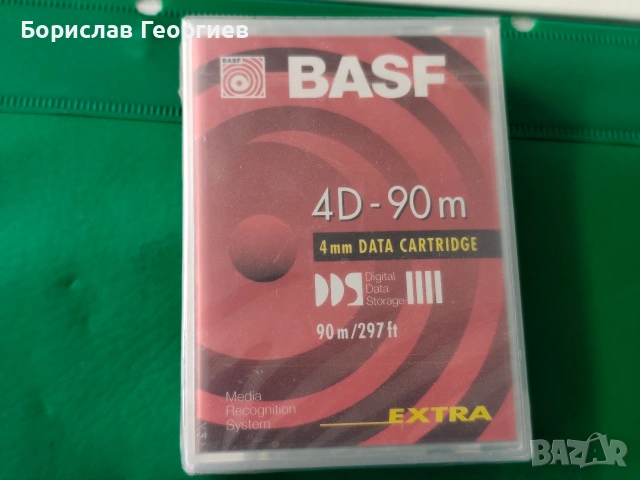 Борислав Георгиев
BASF
BASF
4D-90m
4mm DATA CARTRIDGE
DDS Digital
Data
Storage
90m/297ft
Media
Recognition
System
EXTRA
BAZAR